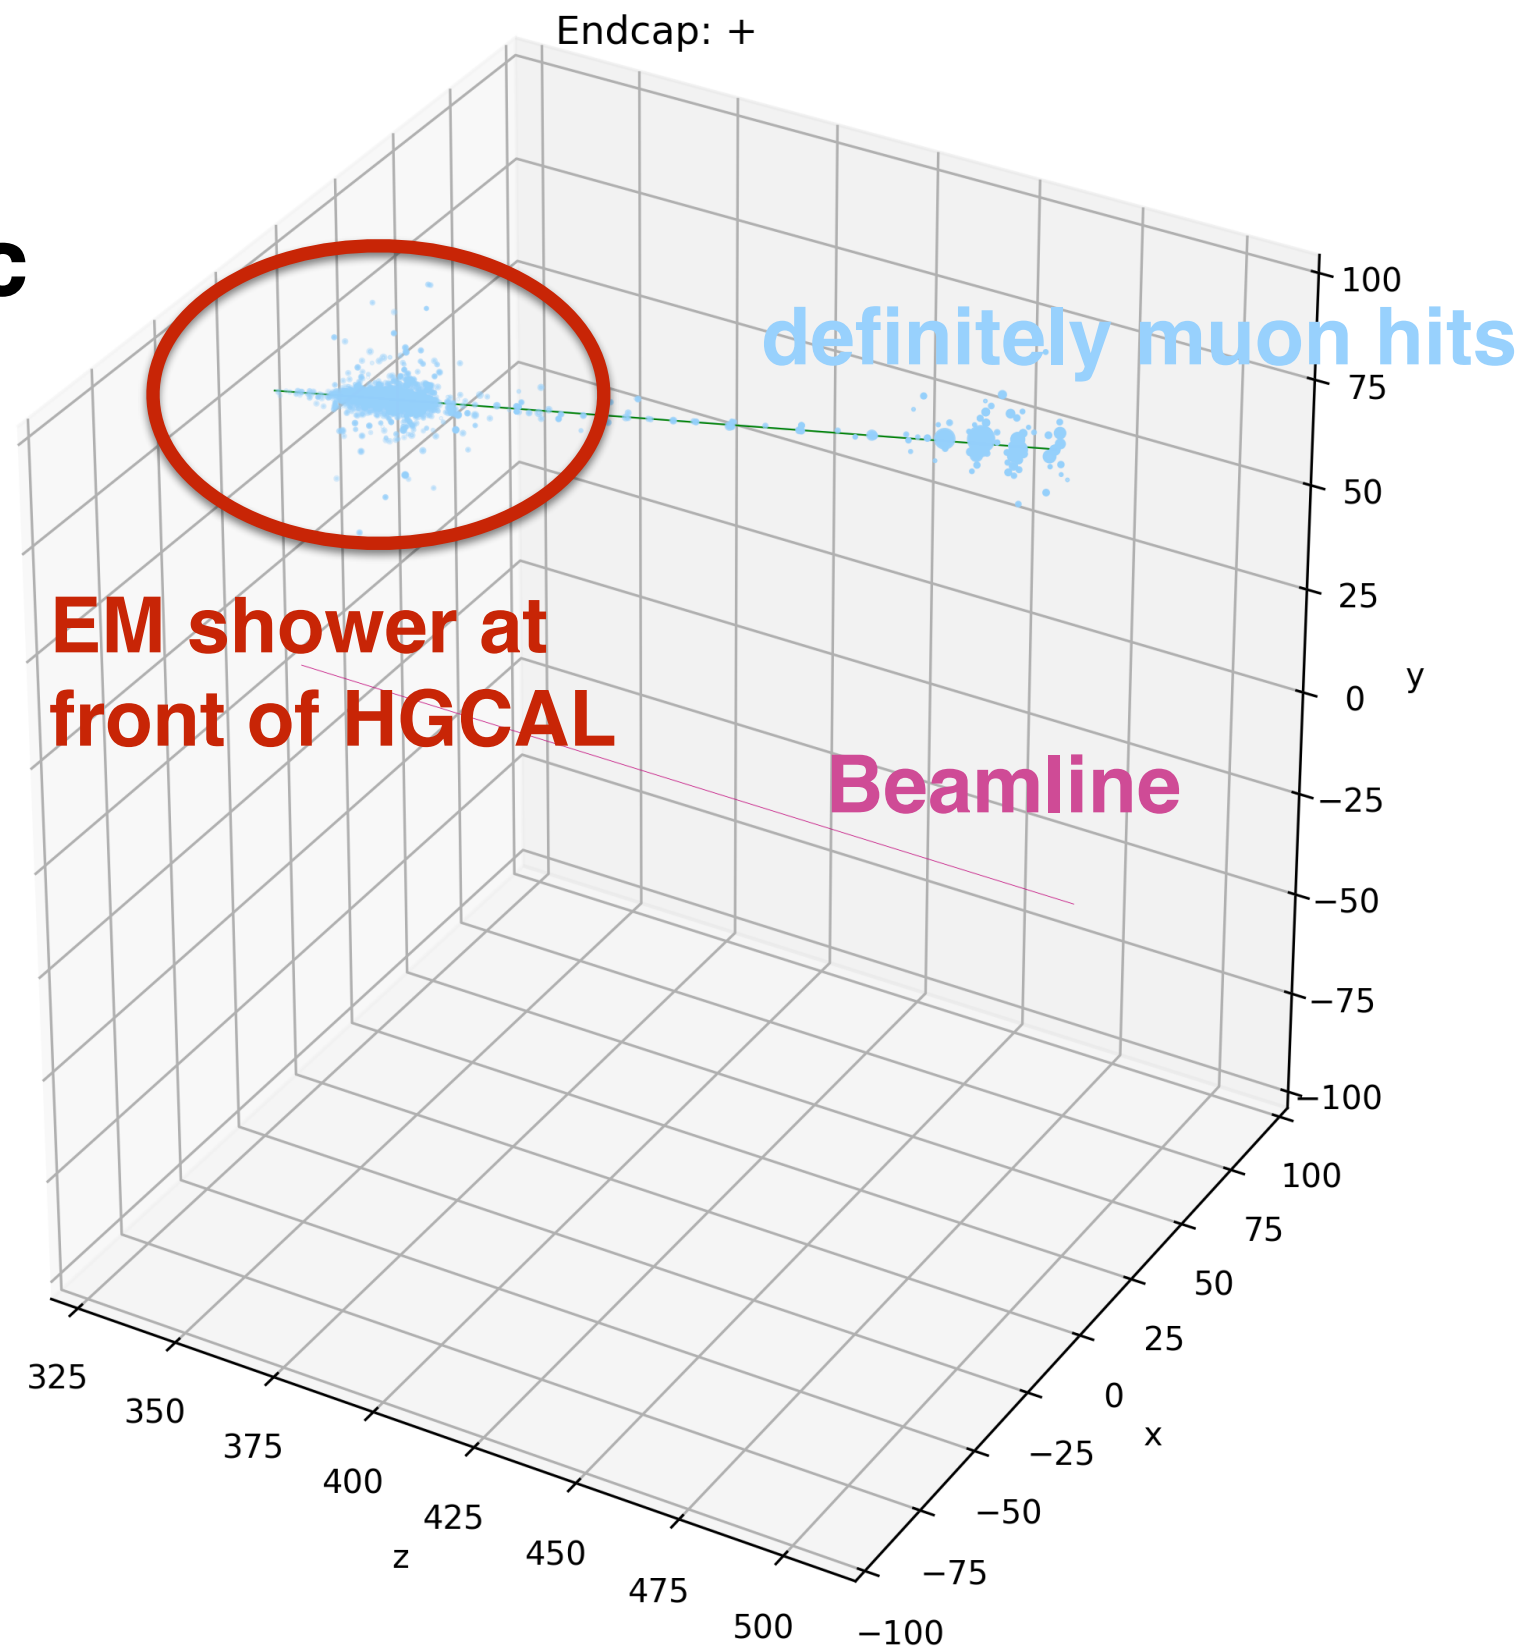 Endcap: +
c
definitely muon hits
EM shower at
front of HGCAL
Beamline
100
75
50
25
0
−25
−50
−75
−100
y
100
75
50
25
0
−25
−50
−75
−100
x
325
350
375
400
425
450
475
500
z